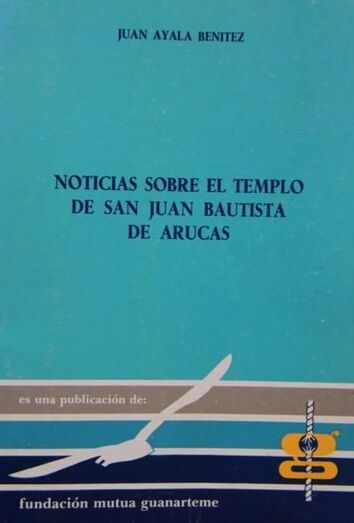 JUAN AYALA BENITEZ
NOTICIAS SOBRE EL TEMPLO
DE SAN JUAN BAUTISTA
DE ARUCAS
es una publicación de:
fundación mutua guanarteme